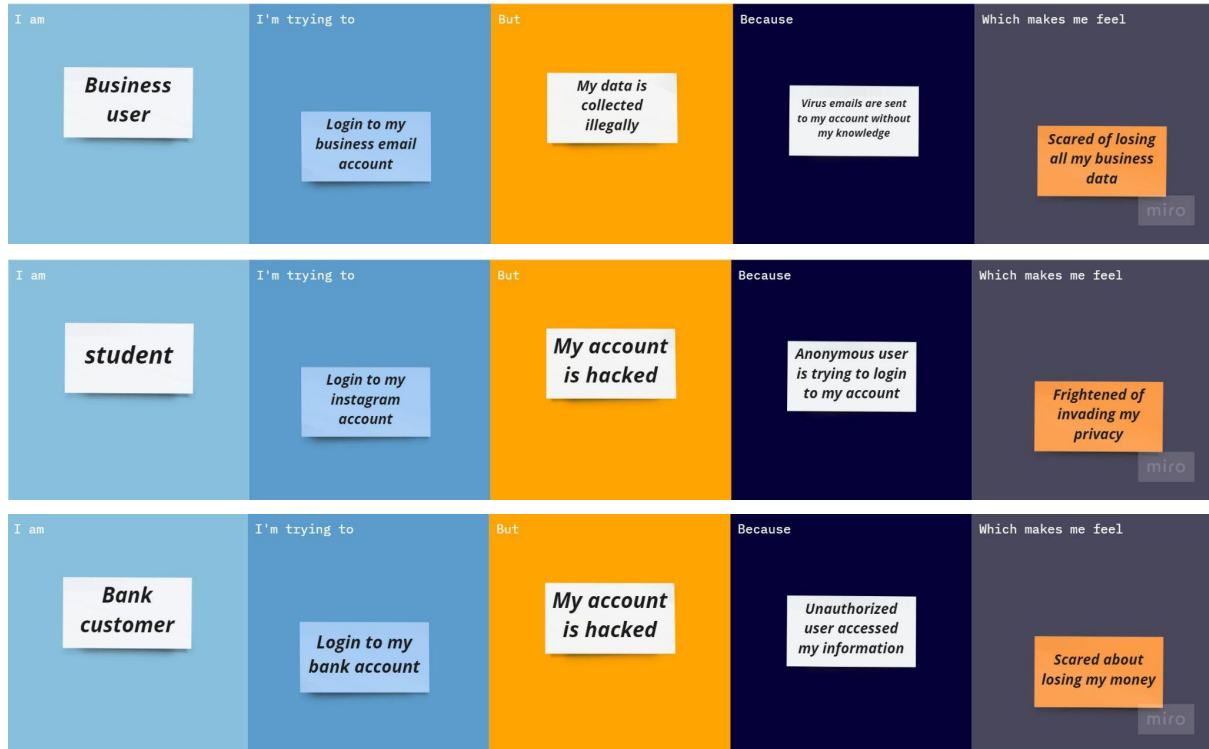 I am
Business
user
I'm trying to
Login to my
business email
account
But
My data is
collected
illegally
Because
Virus emails are sent
to my account without
my knowledge
Which makes me feel
Scared of losing
all my business
data
miro
I am
student
I'm trying to
Login to my
instagram
account
But
My account
is hacked
Because
Anonymous user
is trying to login
to my account
Which makes me feel
Frightened of
invading my
privacy
miro
I am
Bank
customer
I'm trying to
Login to my
bank account
But
My account
is hacked
Because
Unauthorized
user accessed
my information
Which makes me feel
Scared about
losing my money
miro